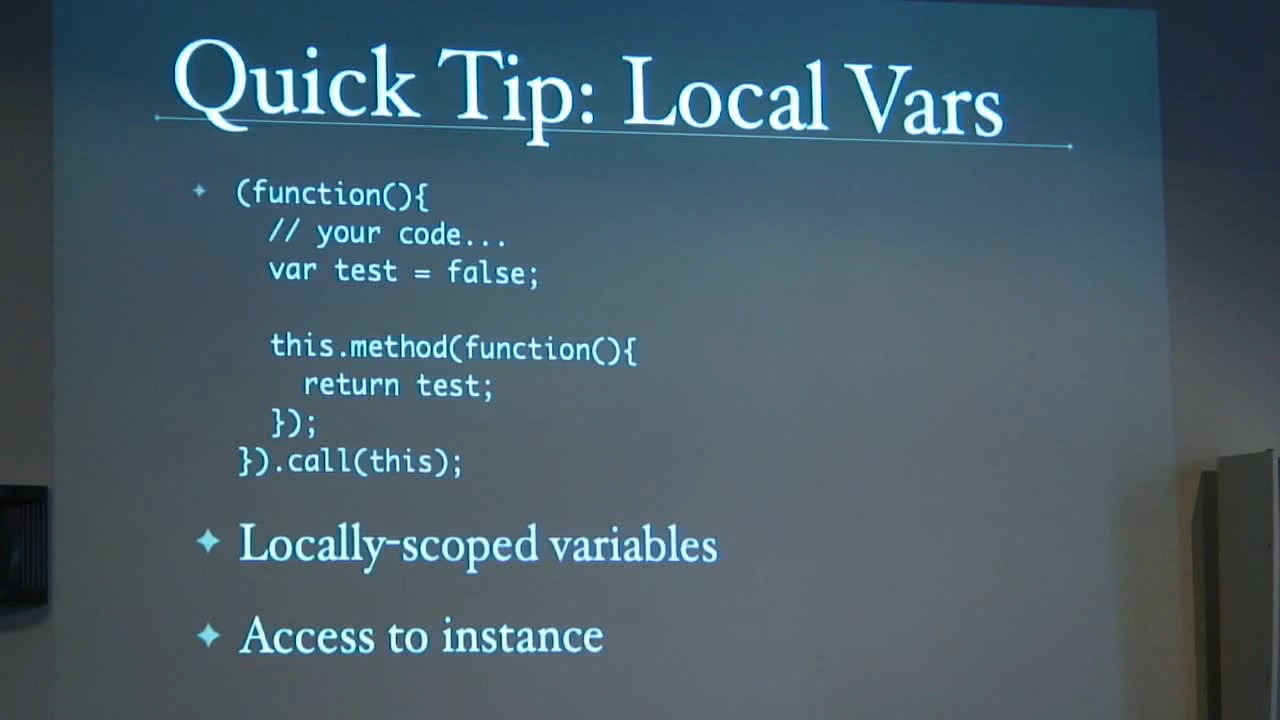 Quick Tip: Local Vars
(function(){
// your code...
var test = false;
this.method(function(){
return test;
});
}).call(this);
Locally-scoped variables
Access to instance